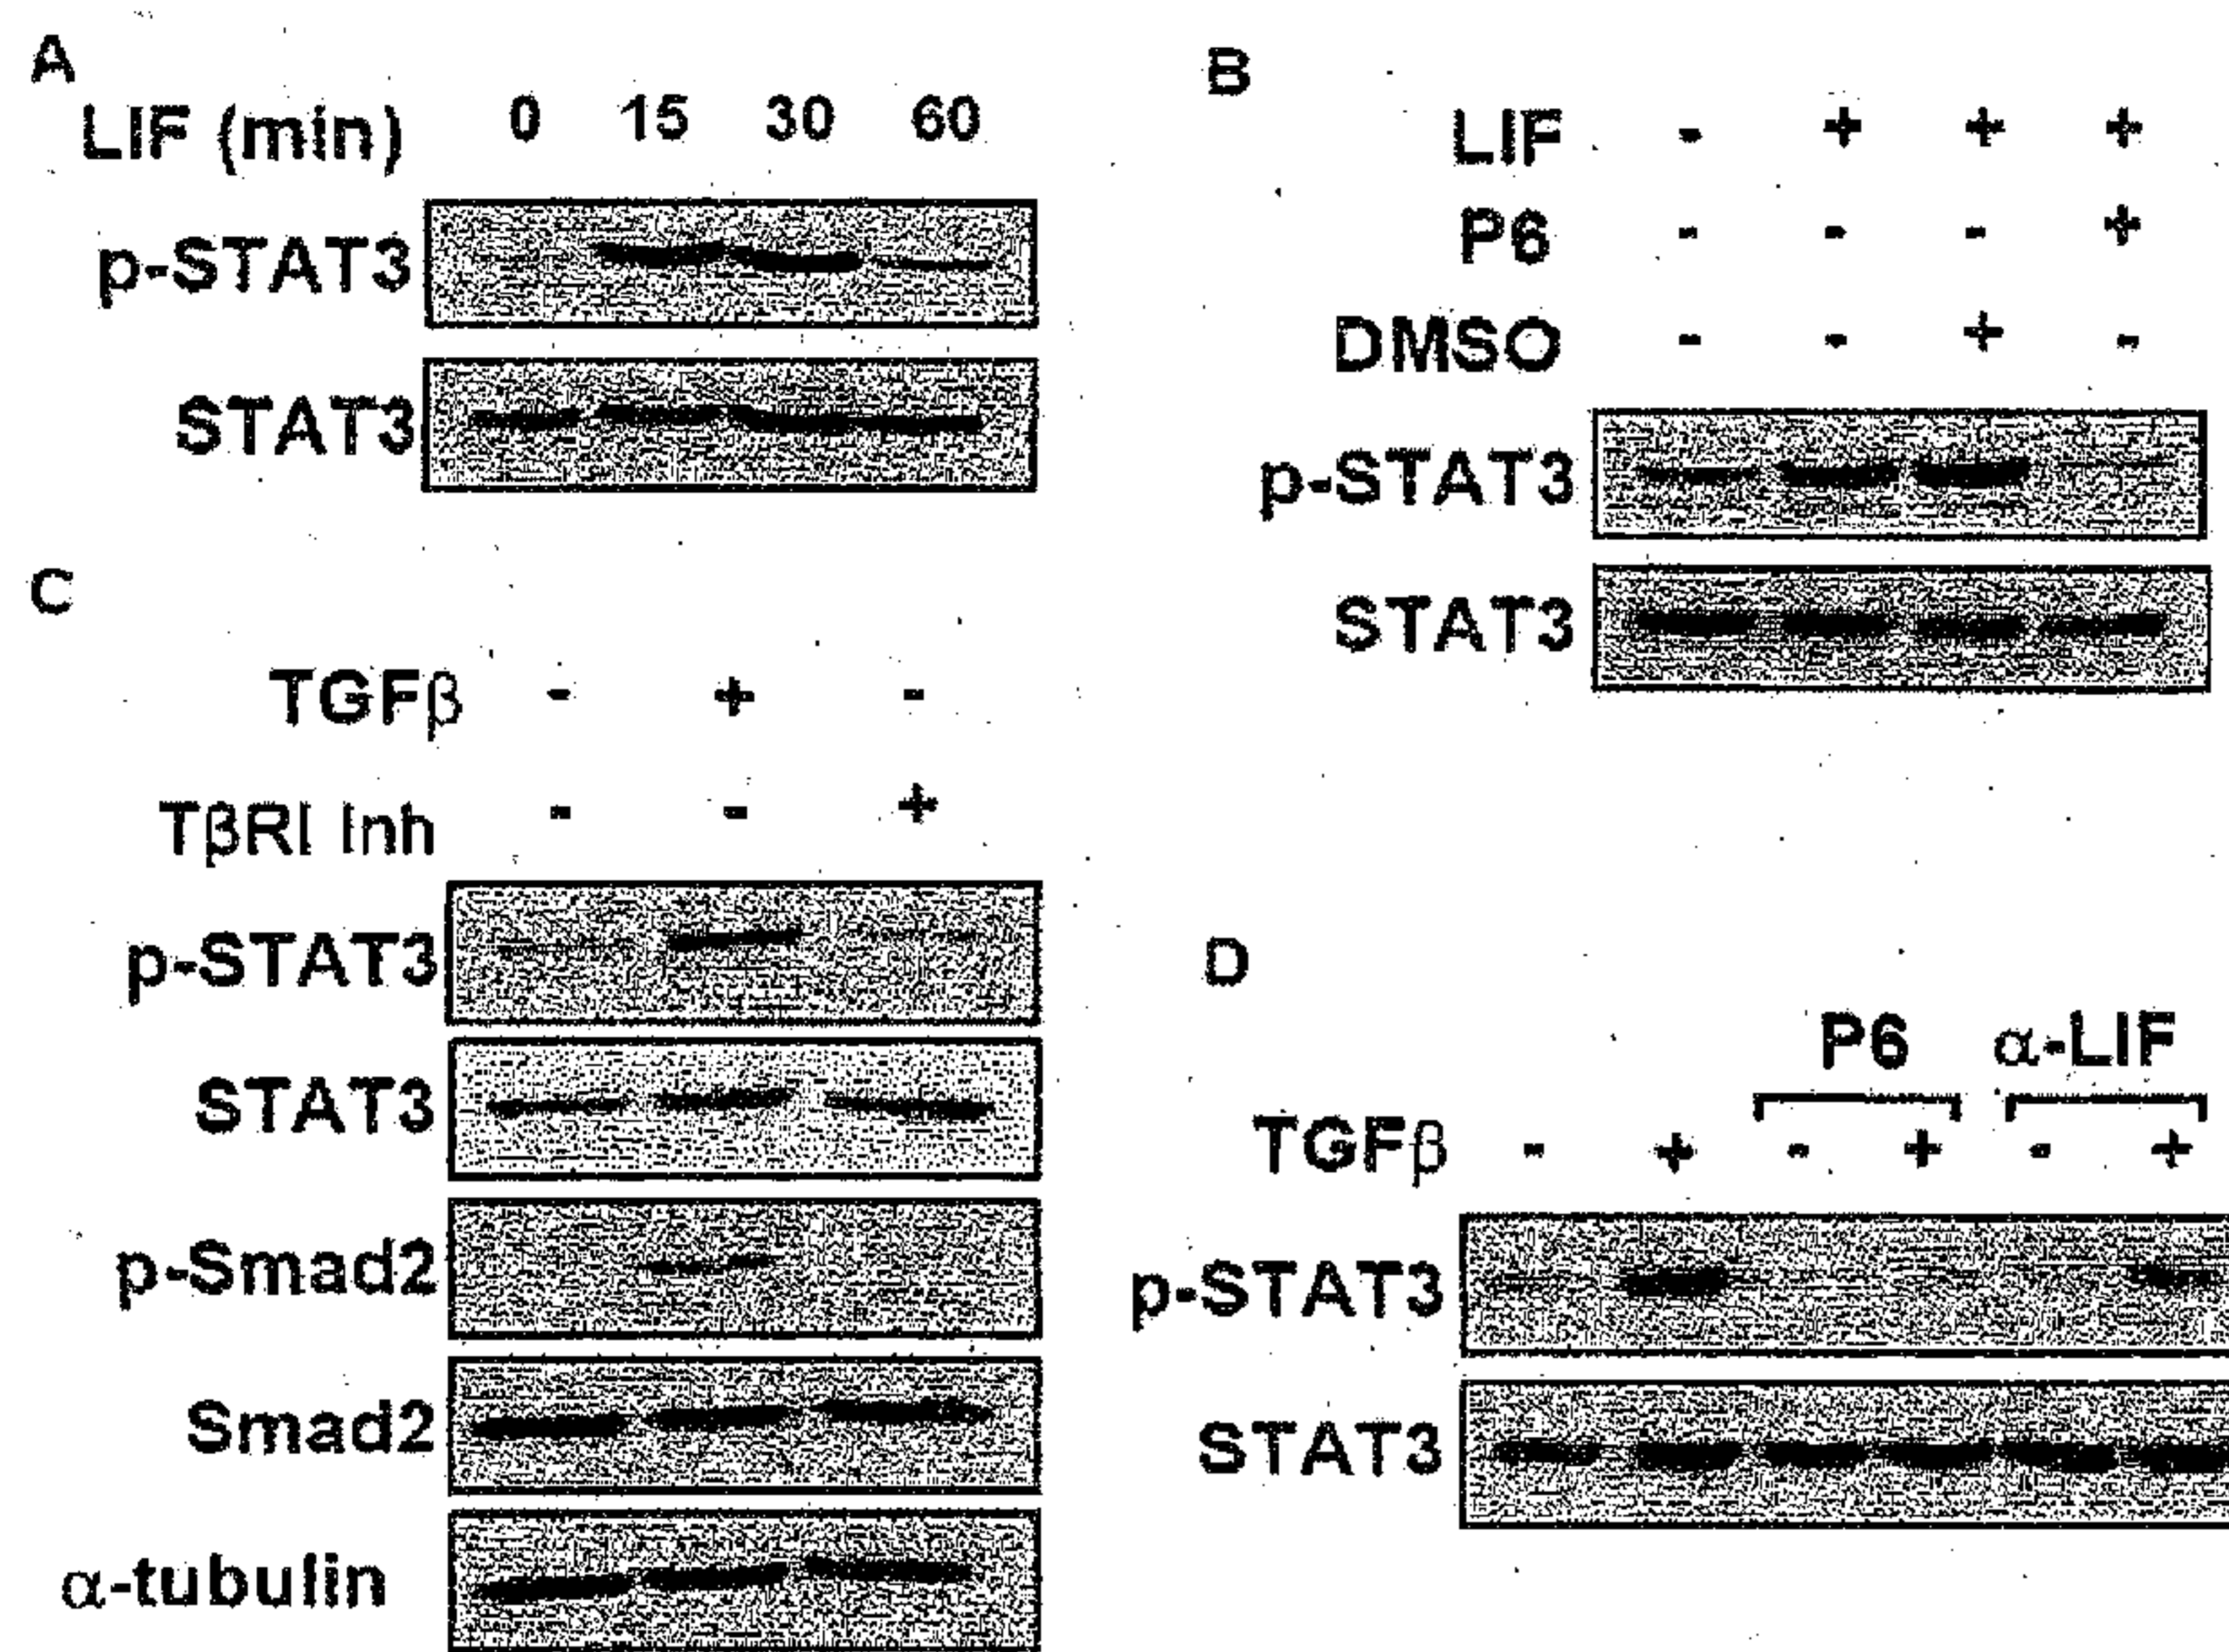 A
LIF (min) 0 15 30 60
p-STAT3
STAT3
B
LIF - + + +
P6 - - - +
DMSO - - + -
p-STAT3
STAT3
C
TGFβ - + -
TβRI Inh - - +
p-STAT3
STAT3
p-Smad2
Smad2
α-tubulin
D
P6 α-LIF
TGFβ - + - + - +
p-STAT3
STAT3